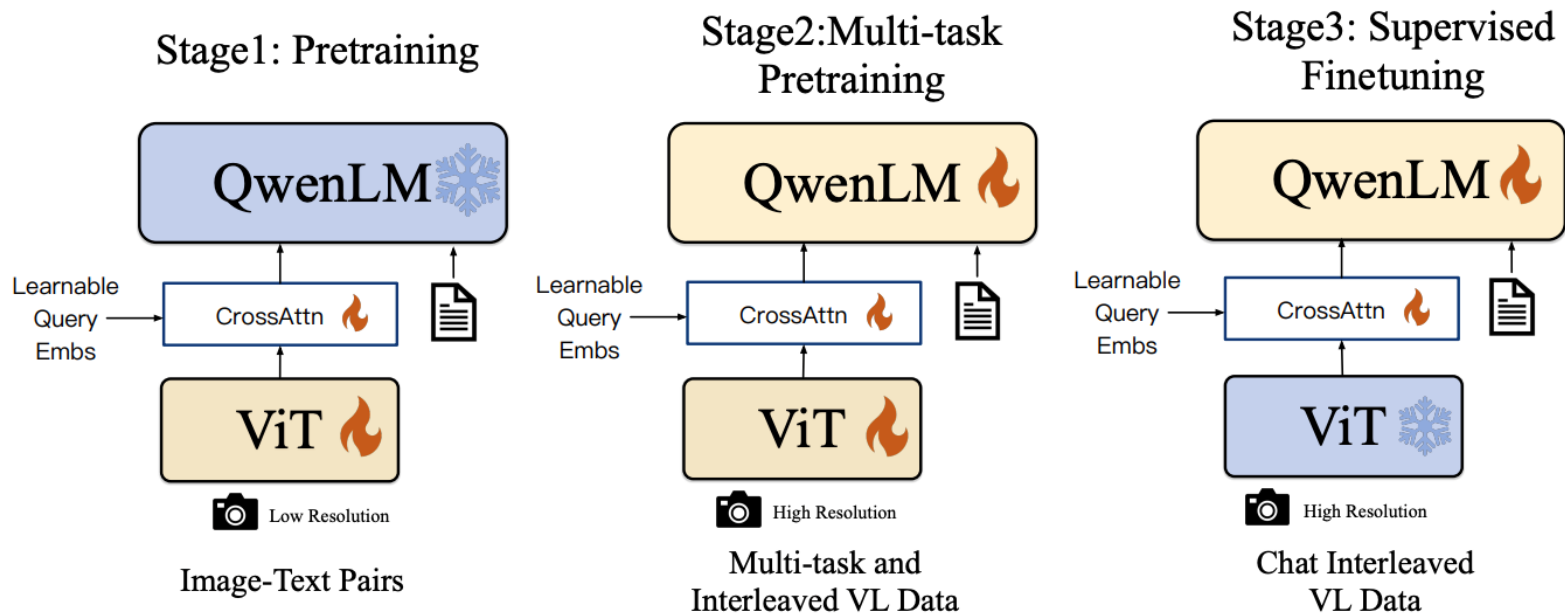 Stage1: Pretraining
QwenLM
Learnable
Query
Embs
CrossAttn
ViT
Low Resolution
Image-Text Pairs
Stage2:Multi-task
Pretraining
QwenLM
Learnable
Query
Embs
CrossAttn
ViT
High Resolution
Multi-task and
Interleaved VL Data
Stage3: Supervised
Finetuning
QwenLM
Learnable
Query
Embs
CrossAttn
ViT
High Resolution
Chat Interleaved
VL Data